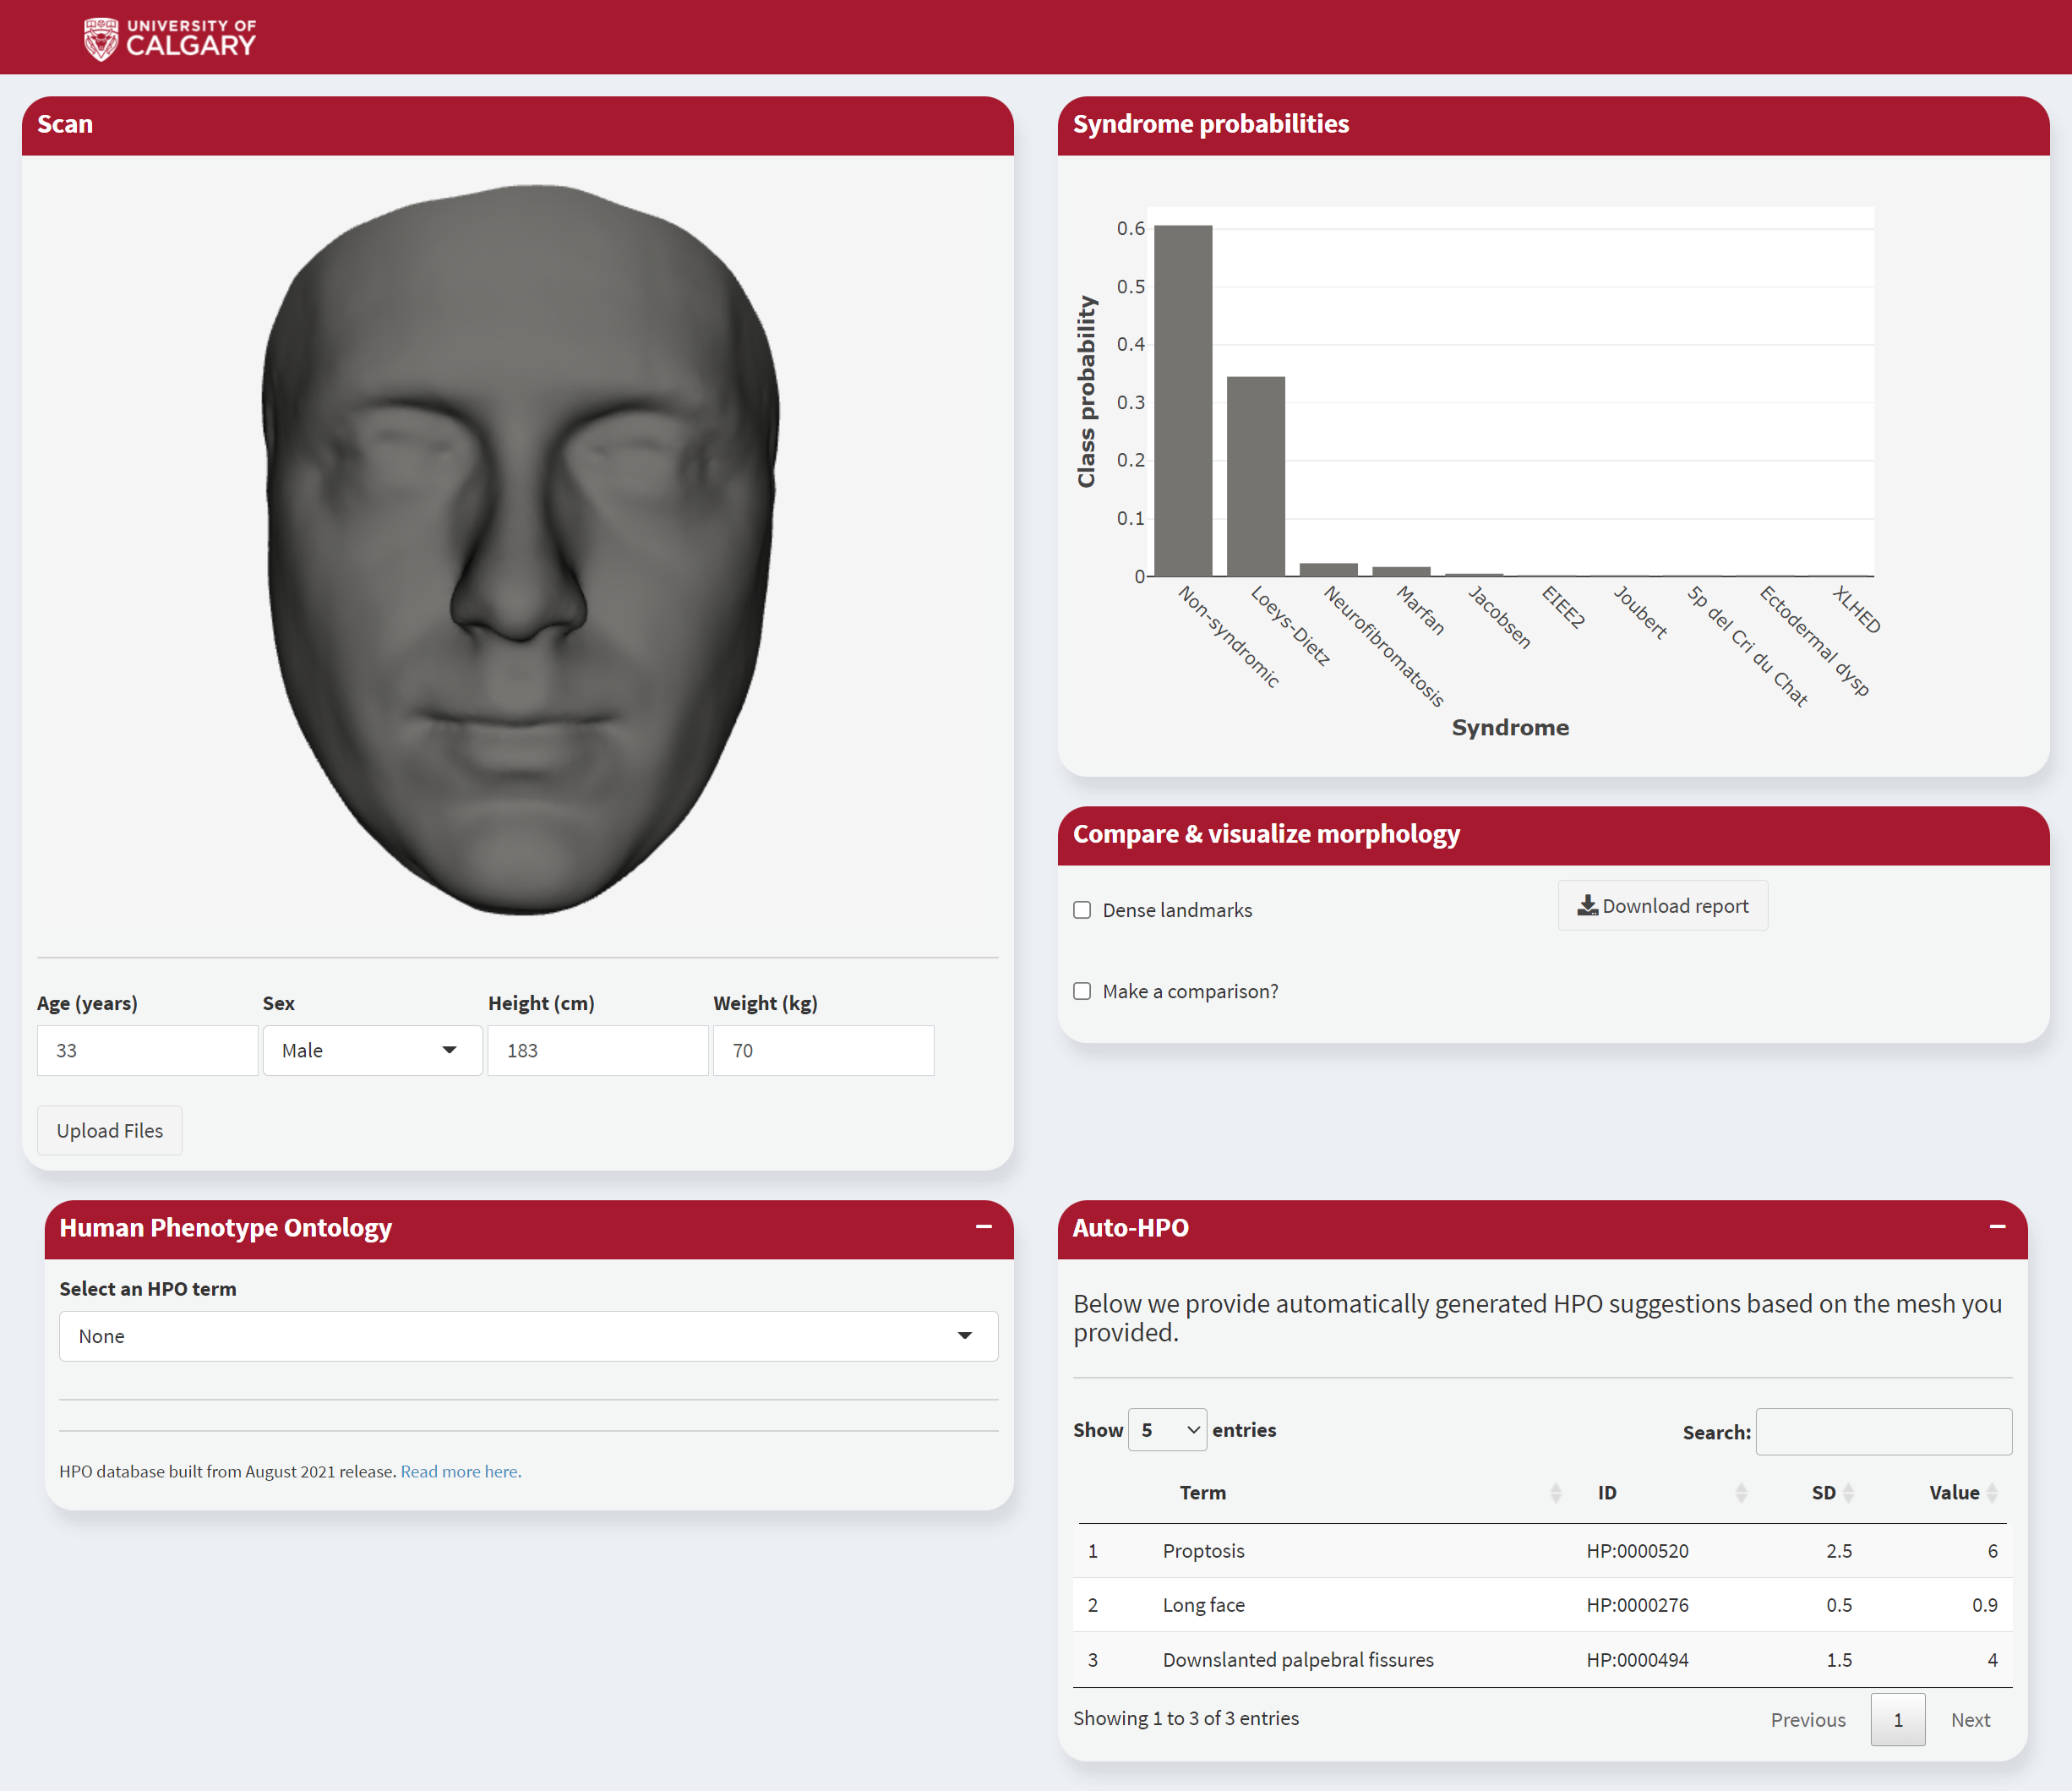 UNIVERSITY OF
CALGARY
Scan
Age (years) Sex Height (cm) Weight (kg)
33 Male 183 70
Upload Files
Syndrome probabilities
Class probability
0.6
0.5
0.4
0.3
0.2
0.1
0
Non-syndromic
Loeys-Dietz
Neurofibromatosis
Marfan
Jacobsen
EIEE2
Joubert
5p del Cri du Chat
Ectodermal dysp
XLHED
Syndrome
Compare & visualize morphology
Dense landmarks
Download report
Make a comparison?
Human Phenotype Ontology
Select an HPO term
None
HPO database built from August 2021 release. Read more here.
Auto-HPO
Below we provide automatically generated HPO suggestions based on the mesh you
provided.
Show 5 entries Search:
Term ID SD Value
1 Proptosis HP:0000520 2.5 6
2 Long face HP:0000276 0.5 0.9
3 Downslanted palpebral fissures HP:0000494 1.5 4
Showing 1 to 3 of 3 entries
Previous 1 Next